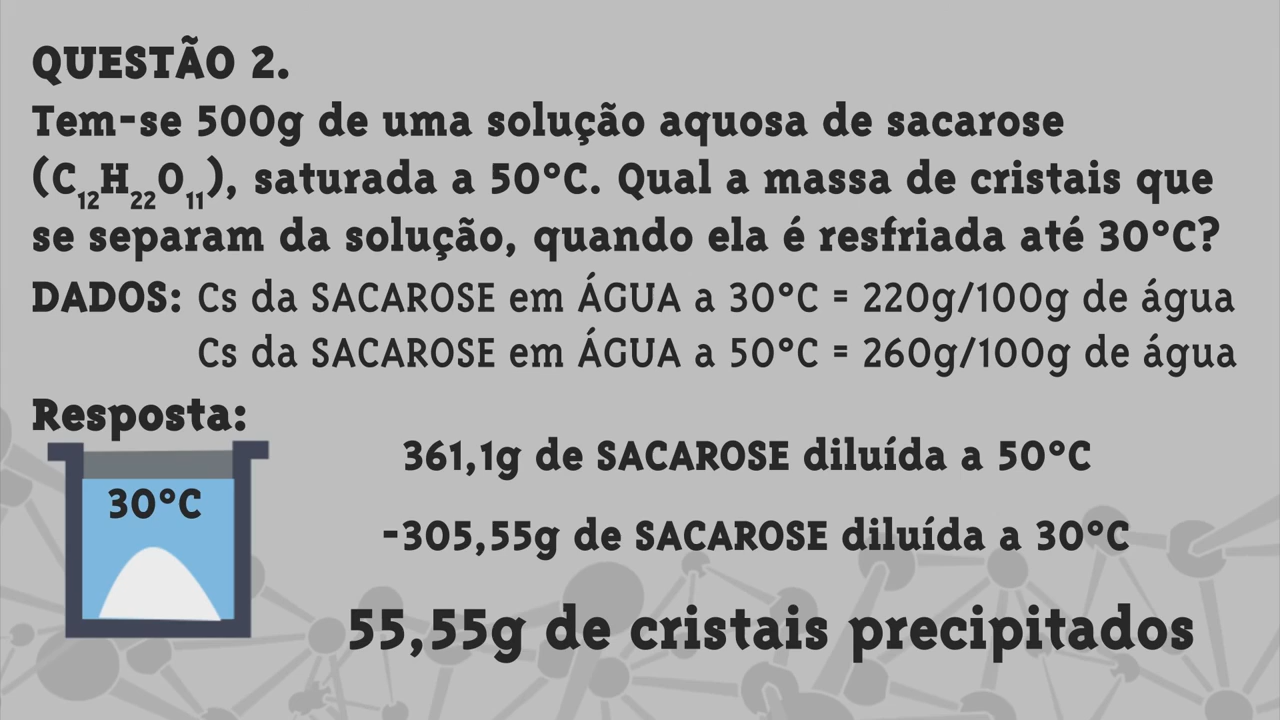 QUESTÃO 2.
Tem-se 500g de uma solução aquosa de sacarose
(C₁₂H₂₂O₁₁), saturada a 50°C. Qual a massa de cristais que
se separam da solução, quando ela é resfriada até 30°C?
DADOS: Cs da SACAROSE em ÁGUA a 30°C = 220g/100g de água
Cs da SACAROSE em ÁGUA a 50°C = 260g/100g de água
Resposta:
30°C
361,1g de SACAROSE diluída a 50°C
-305,55g de SACAROSE diluída a 30°C
55,55g de cristais precipitados